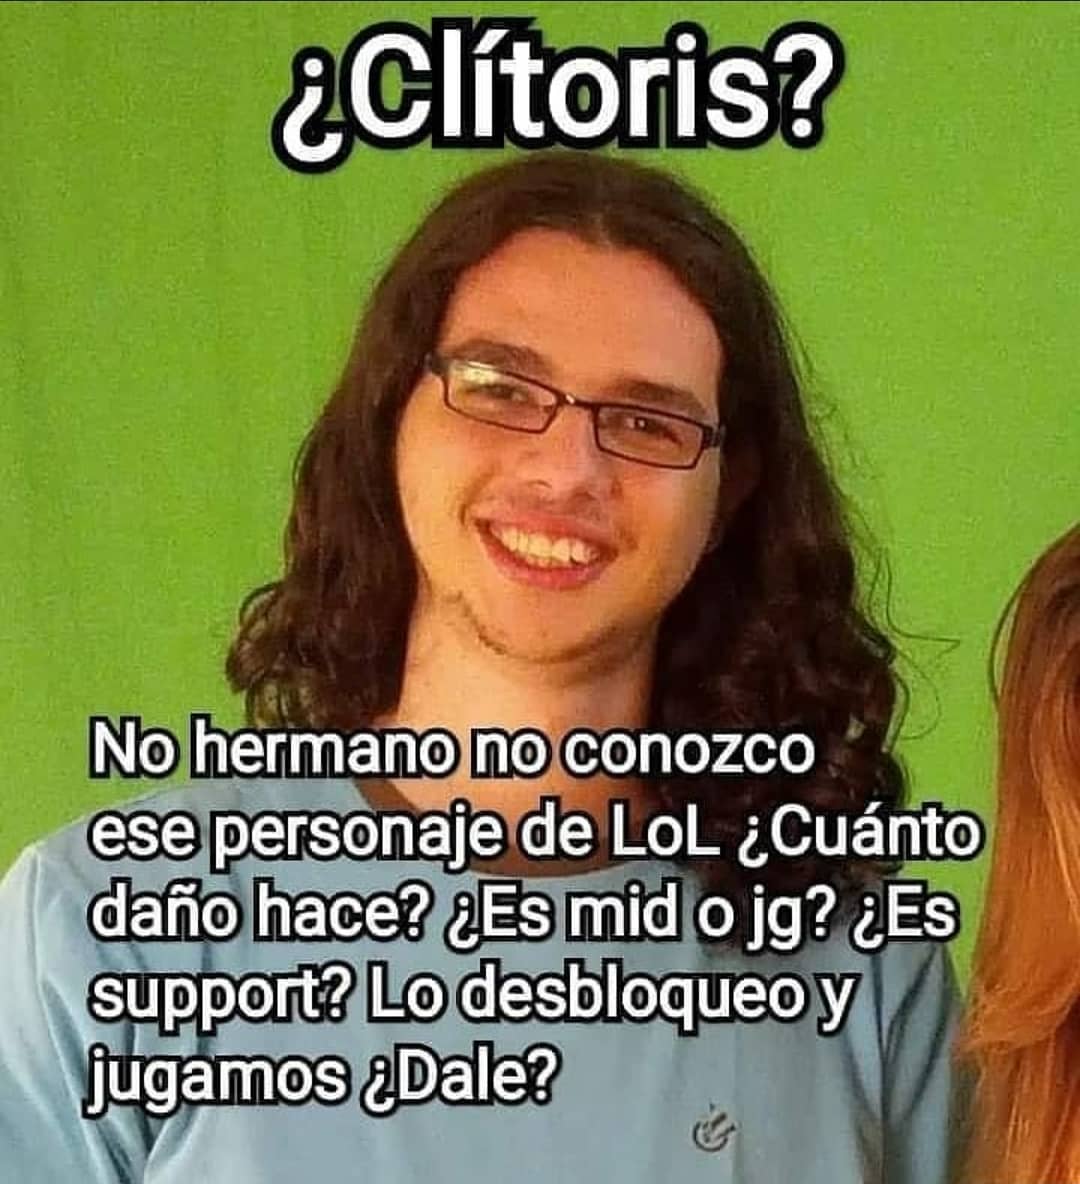 ¿Clítoris?
No hermano no conozco
ese personaje de LoL ¿Cuánto
daño hace? ¿Es mid o jg? ¿Es
support? Lo desbloqueo y
jugamos ¿Dale?